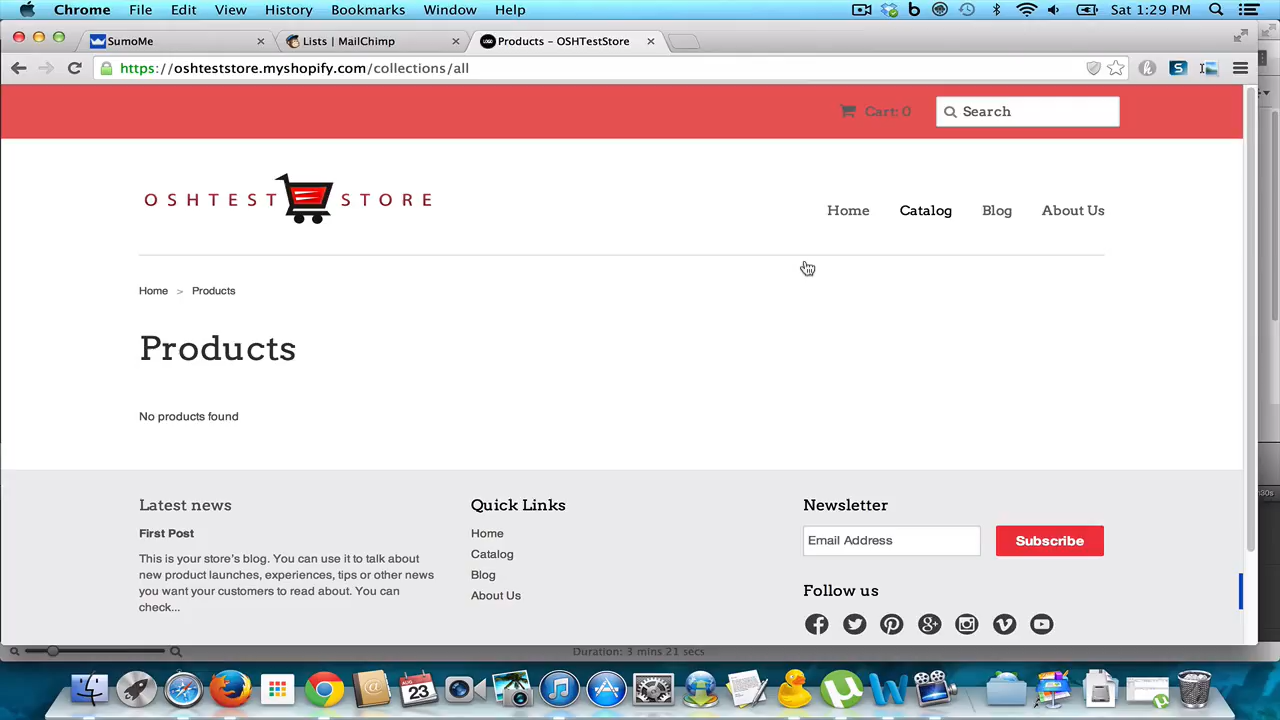 Chrome File Edit View History Bookmarks Window Help Sat 1:29 PM
SumoMe Lists | MailChimp Products – OSHTestStore
https://oshteststore.myshopify.com/collections/all
Cart: 0 Search
OSHTEST STORE
Home Catalog Blog About Us
Home > Products
Products
No products found
Latest news
First Post
This is your store's blog. You can use it to talk about
new product launches, experiences, tips or other news
you want your customers to read about. You can
check...
Quick Links
Home
Catalog
Blog
About Us
Newsletter
Email Address Subscribe
Follow us
Duration: 3 mins 21 secs
AUG
23